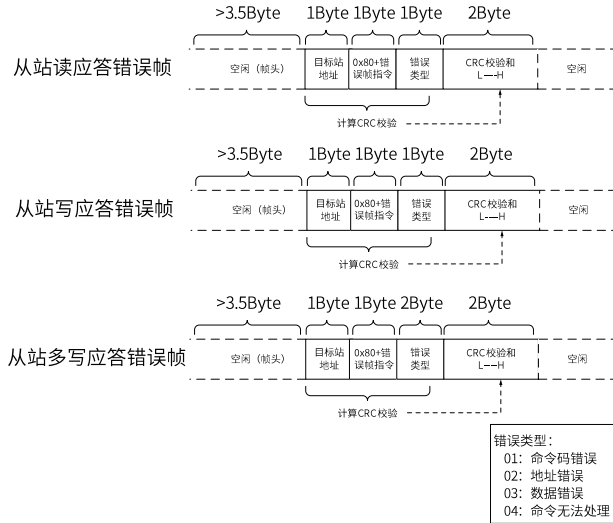 >3.5Byte 1Byte 1Byte 1Byte 2Byte
从站读应答错误帧
空闲（帧头）
目标站
地址
0x80+错
误帧指令
错误
类型
CRC校验和
L----H
空闲
计算CRC校验
>3.5Byte 1Byte 1Byte 1Byte 2Byte
从站写应答错误帧
空闲（帧头）
目标站
地址
0x80+错
误帧指令
错误
类型
CRC校验和
L----H
空闲
计算CRC校验
>3.5Byte 1Byte 1Byte 2Byte 2Byte
从站多写应答错误帧
空闲（帧头）
目标站
地址
0x80+错
误帧指令
错误
类型
CRC校验和
L----H
空闲
计算CRC校验
错误类型：
01：命令码错误
02：地址错误
03：数据错误
04：命令无法处理